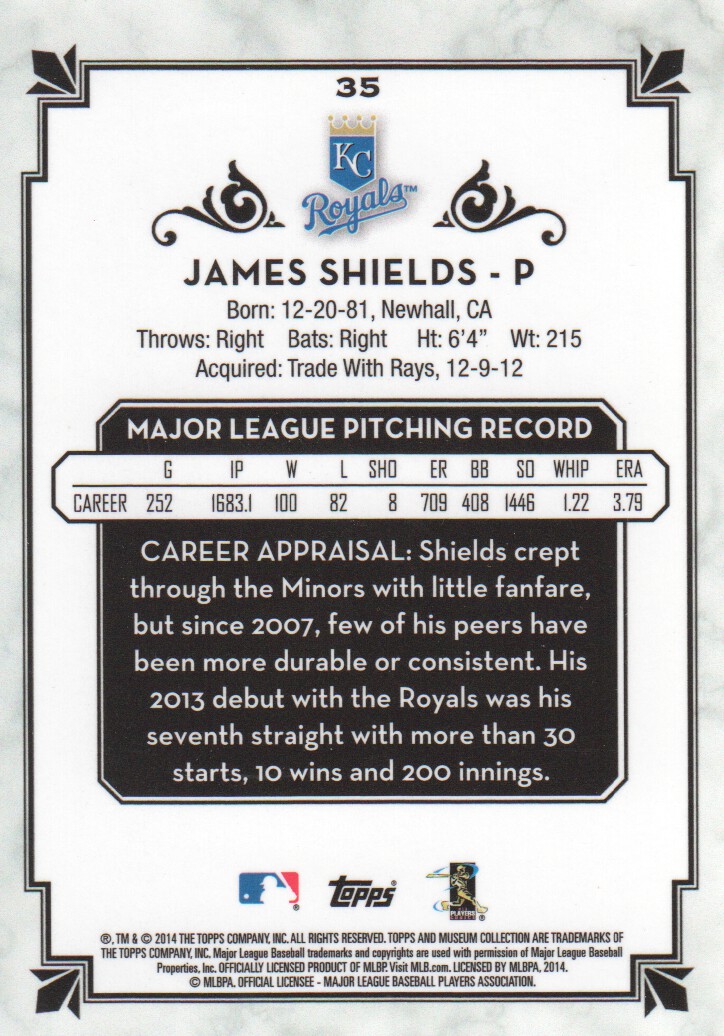 35
KC
Royals™
JAMES SHIELDS - P
Born: 12-20-81, Newhall, CA
Throws: Right Bats: Right Ht: 6'4" Wt: 215
Acquired: Trade With Rays, 12-9-12
MAJOR LEAGUE PITCHING RECORD
G IP W L SHO ER BB SO WHIP ERA
CAREER 252 1683.1 100 82 8 709 408 1446 1.22 3.79
CAREER APPRAISAL: Shields crept
through the Minors with little fanfare,
but since 2007, few of his peers have
been more durable or consistent. His
2013 debut with the Royals was his
seventh straight with more than 30
starts, 10 wins and 200 innings.
® TOPPS® PLAYERS CHOICE ®
®, TM & © 2014 THE TOPPS COMPANY, INC. ALL RIGHTS RESERVED. TOPPS AND MUSEUM COLLECTION ARE TRADEMARKS OF
THE TOPPS COMPANY, INC. Major League Baseball trademarks and copyrights are used with permission of Major League Baseball
Properties, Inc. OFFICIALLY LICENSED PRODUCT OF MLBP. Visit MLB.com. LICENSED BY MLBPA, 2014.
© MLBPA. OFFICIAL LICENSEE - MAJOR LEAGUE BASEBALL PLAYERS ASSOCIATION.